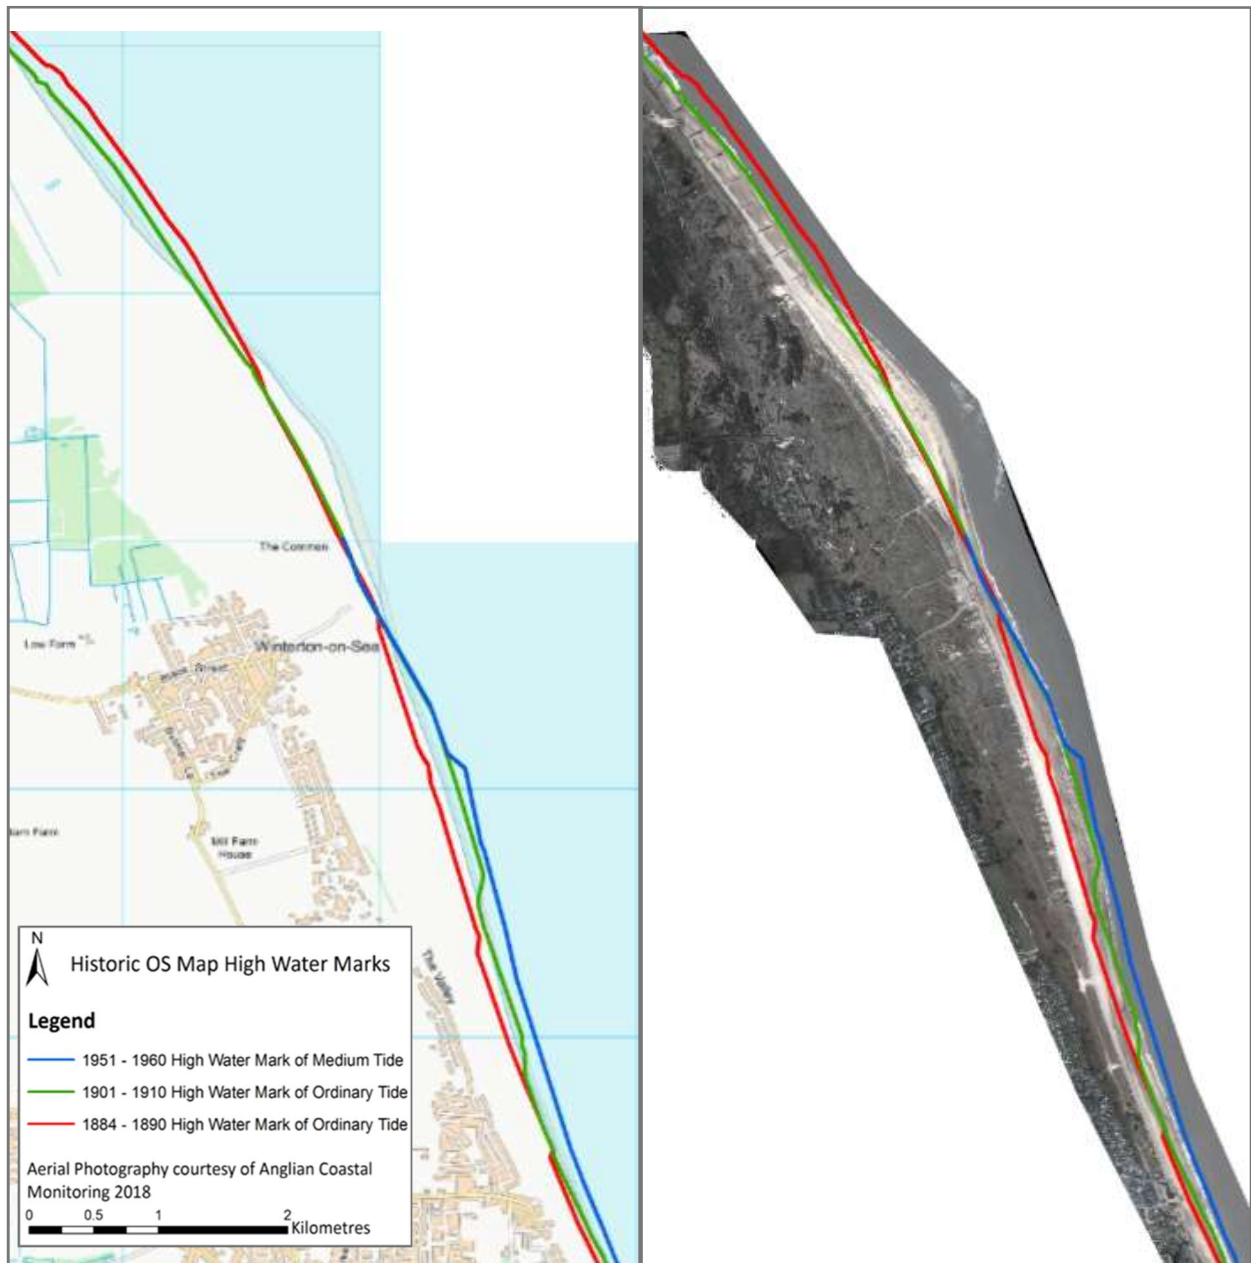 The Common
Low Farm
Winterton-on-Sea
Street
Mill Farm
House
Farm
The Valley
N
Historic OS Map High Water Marks
Legend
1951 - 1960 High Water Mark of Medium Tide
1901 - 1910 High Water Mark of Ordinary Tide
1884 - 1890 High Water Mark of Ordinary Tide
Aerial Photography courtesy of Anglian Coastal
Monitoring 2018
0 0.5 1 2
Kilometres